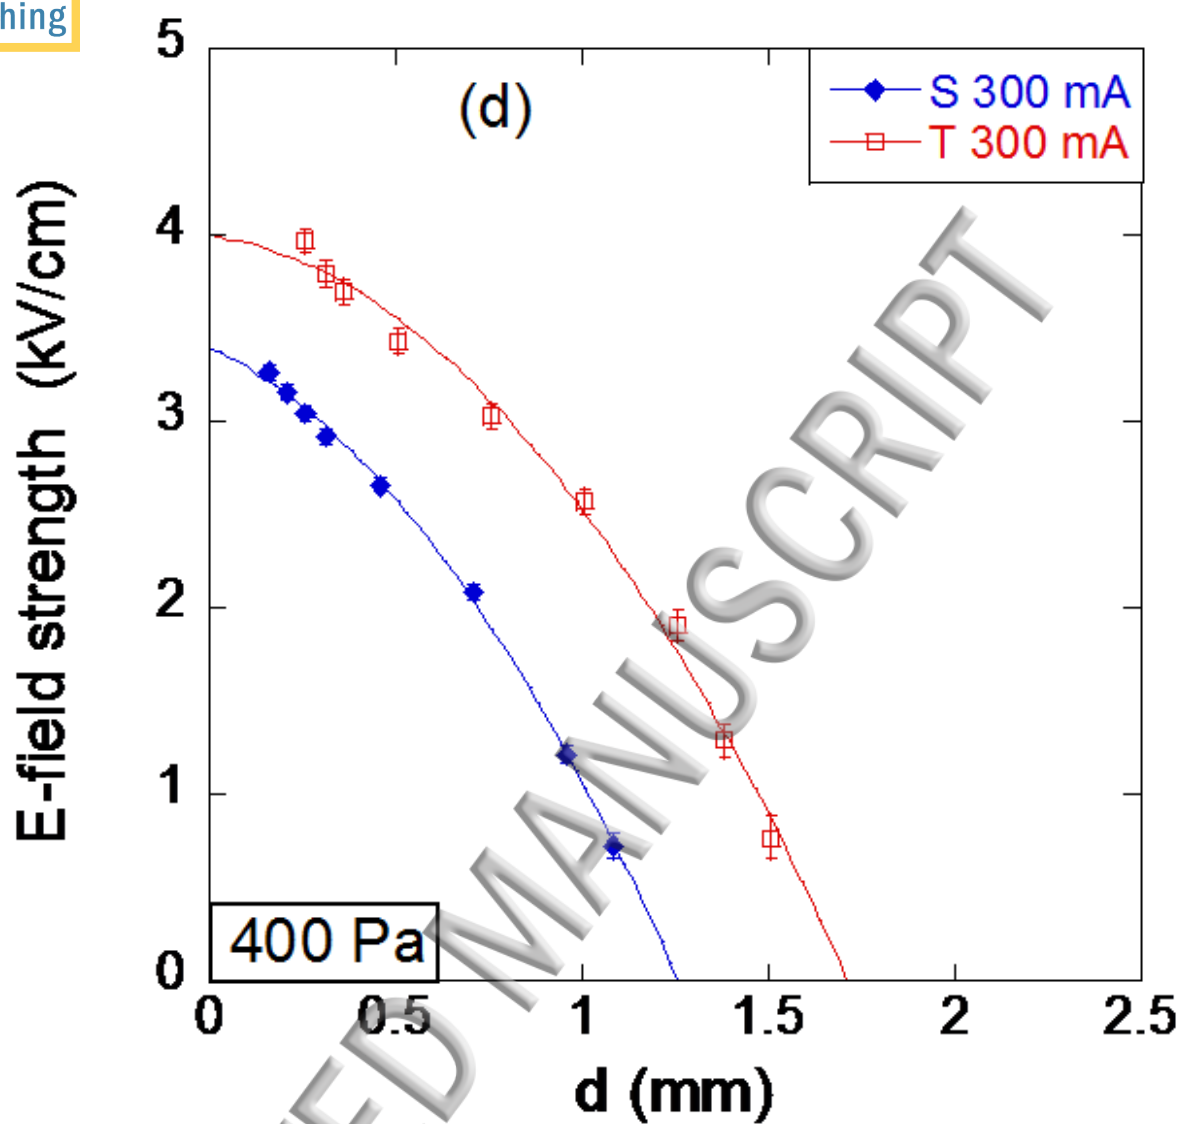 hing
5
(d)
S 300 mA
T 300 mA
4
3
2
1
0
E-field strength (kV/cm)
400 Pa
0 0.5 1 1.5 2 2.5
d (mm)
ED MANUSCRIPT